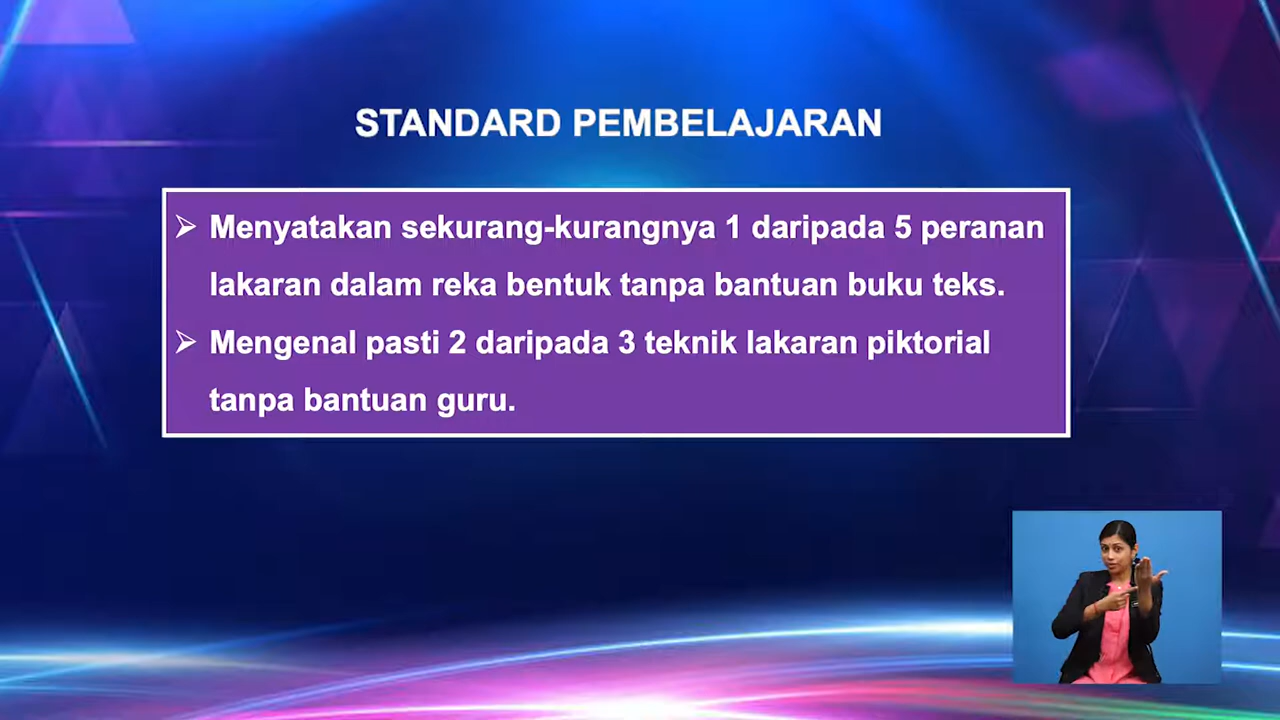 STANDARD PEMBELAJARAN
➢ Menyatakan sekurang-kurangnya 1 daripada 5 peranan
lakaran dalam reka bentuk tanpa bantuan buku teks.
➢ Mengenal pasti 2 daripada 3 teknik lakaran piktorial
tanpa bantuan guru.